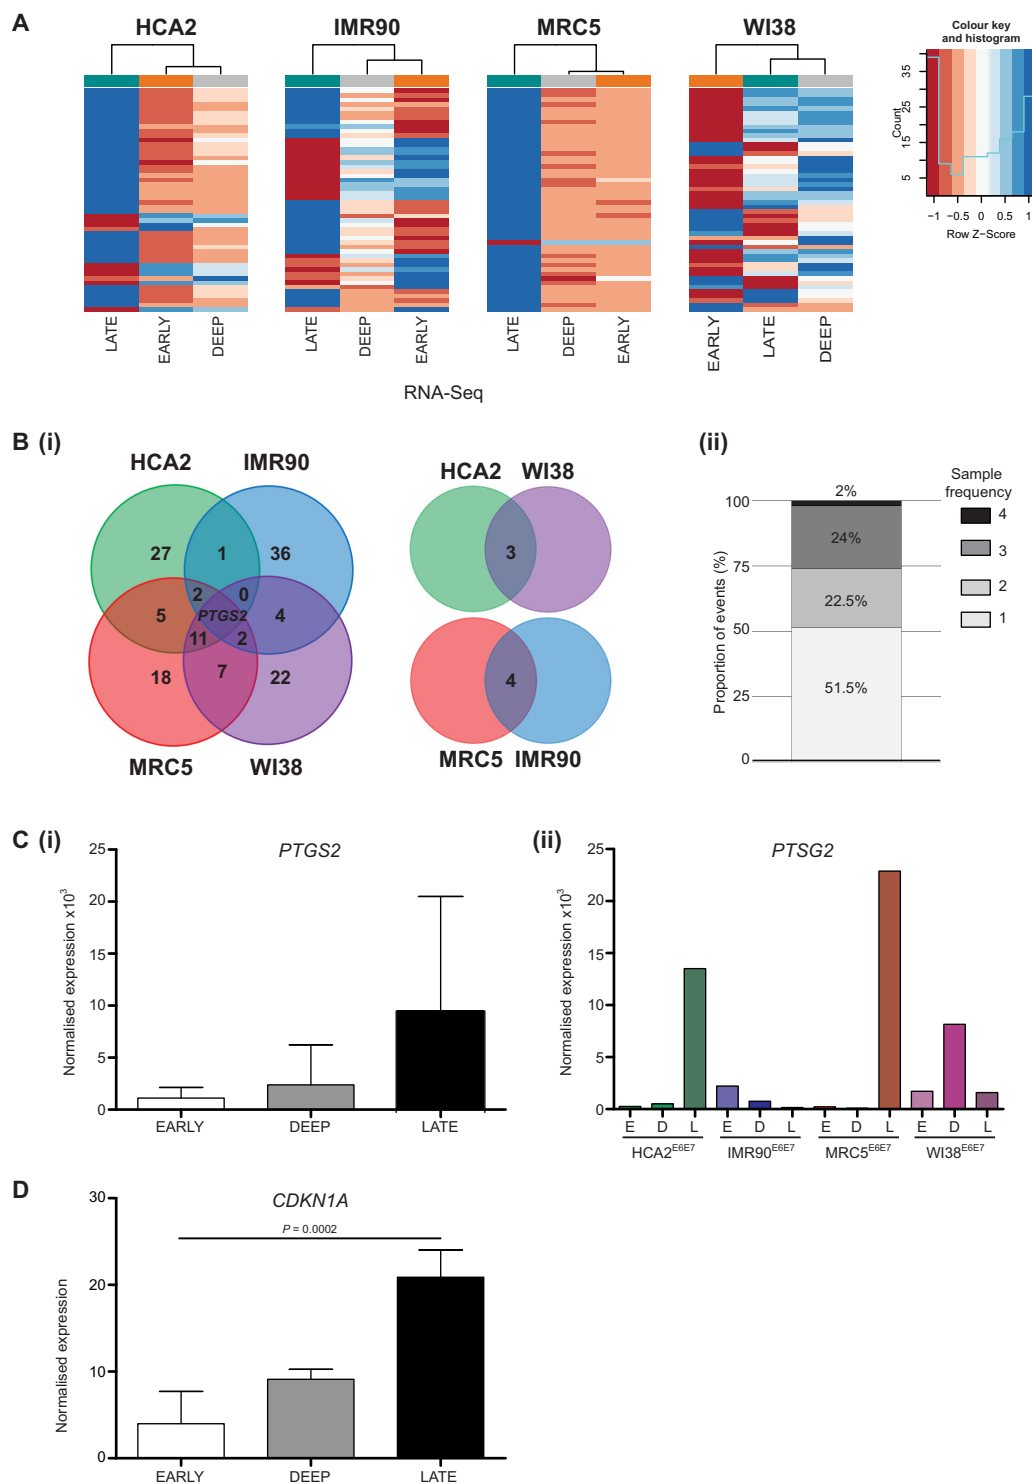 A
HCA2
IMR90
MRC5
WI38
Colour key
and histogram
Count
35
25
15
5
−1 −0.5 0 0.5 1
Row Z−Score
LATE EARLY DEEP
LATE DEEP EARLY
LATE DEEP EARLY
EARLY LATE DEEP
RNA-Seq
B (i)
HCA2 IMR90
27 1 36
2 0
5 PTGS2 4
11 2
18 7 22
MRC5 WI38
HCA2 WI38
3
4
MRC5 IMR90
(ii)
Sample
frequency
4
3
2
1
Proportion of events (%)
100
75
50
25
0
2%
24%
22.5%
51.5%
C (i)
PTGS2
Normalised expression x10³
25
20
15
10
5
0
EARLY DEEP LATE
(ii)
PTSG2
Normalised expression x10³
25
20
15
10
5
0
E D L E D L E D L E D L
HCA2E6E7 IMR90E6E7 MRC5E6E7 WI38E6E7
D
CDKN1A
P = 0.0002
Normalised expression
30
20
10
0
EARLY DEEP LATE